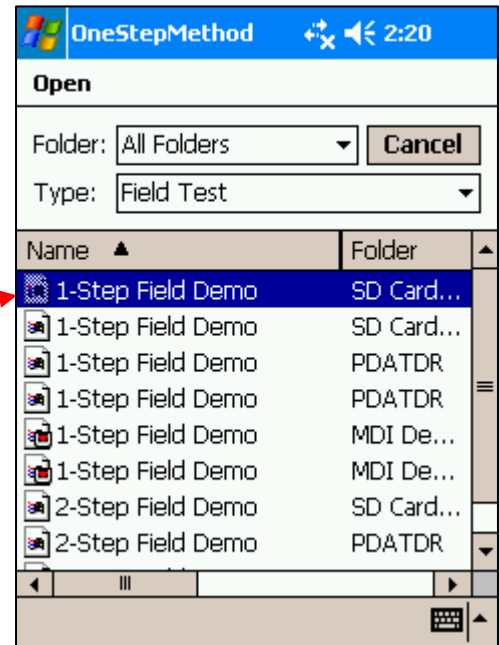 OneStepMethod 2:20
Open
Folder: All Folders Cancel
Type: Field Test
Name Folder
1-Step Field Demo SD Card...
1-Step Field Demo SD Card...
1-Step Field Demo PDATDR
1-Step Field Demo PDATDR
1-Step Field Demo MDI De...
1-Step Field Demo MDI De...
2-Step Field Demo SD Card...
2-Step Field Demo PDATDR